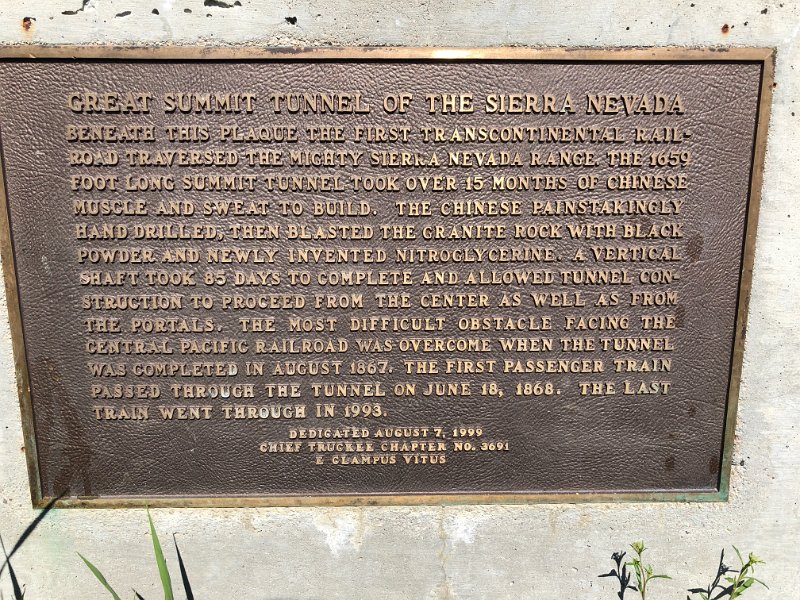 GREAT SUMMIT TUNNEL OF THE SIERRA NEVADA
BENEATH THIS PLAQUE THE FIRST TRANSCONTINENTAL RAIL-
ROAD TRAVERSED THE MIGHTY SIERRA NEVADA RANGE. THE 1659
FOOT LONG SUMMIT TUNNEL TOOK OVER 15 MONTHS OF CHINESE
MUSCLE AND SWEAT TO BUILD. THE CHINESE PAINSTAKINGLY
HAND DRILLED, THEN BLASTED THE GRANITE ROCK WITH BLACK
POWDER AND NEWLY INVENTED NITROGLYCERINE. A VERTICAL
SHAFT TOOK 85 DAYS TO COMPLETE AND ALLOWED TUNNEL CON-
STRUCTION TO PROCEED FROM THE CENTER AS WELL AS FROM
THE PORTALS. THE MOST DIFFICULT OBSTACLE FACING THE
CENTRAL PACIFIC RAILROAD WAS OVERCOME WHEN THE TUNNEL
WAS COMPLETED IN AUGUST 1867. THE FIRST PASSENGER TRAIN
PASSED THROUGH THE TUNNEL ON JUNE 18, 1868. THE LAST
TRAIN WENT THROUGH IN 1993.
DEDICATED AUGUST 7, 1999
CHIEF TRUCKEE CHAPTER NO. 3691
E CLAMPUS VITUS